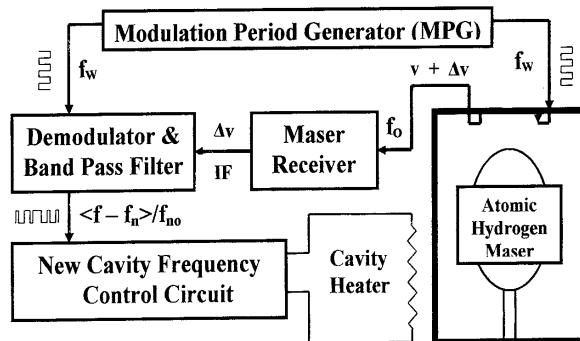 Modulation Period Generator (MPG)
f_W
v + Δv
f_W
Demodulator &
Band Pass Filter
Δv
IF
Maser
Receiver
f_o
Atomic
Hydrogen
Maser
<f – f_n>/f_no
New Cavity Frequency
Control Circuit
Cavity
Heater